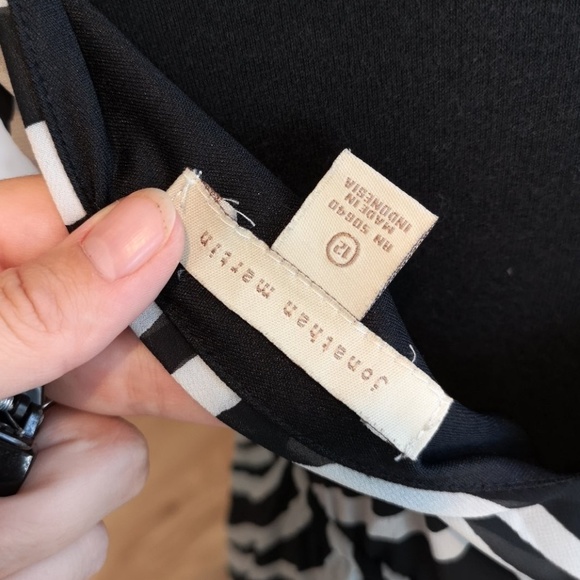 jonathan martin
12
RN 50640
MADE IN
INDONESIA